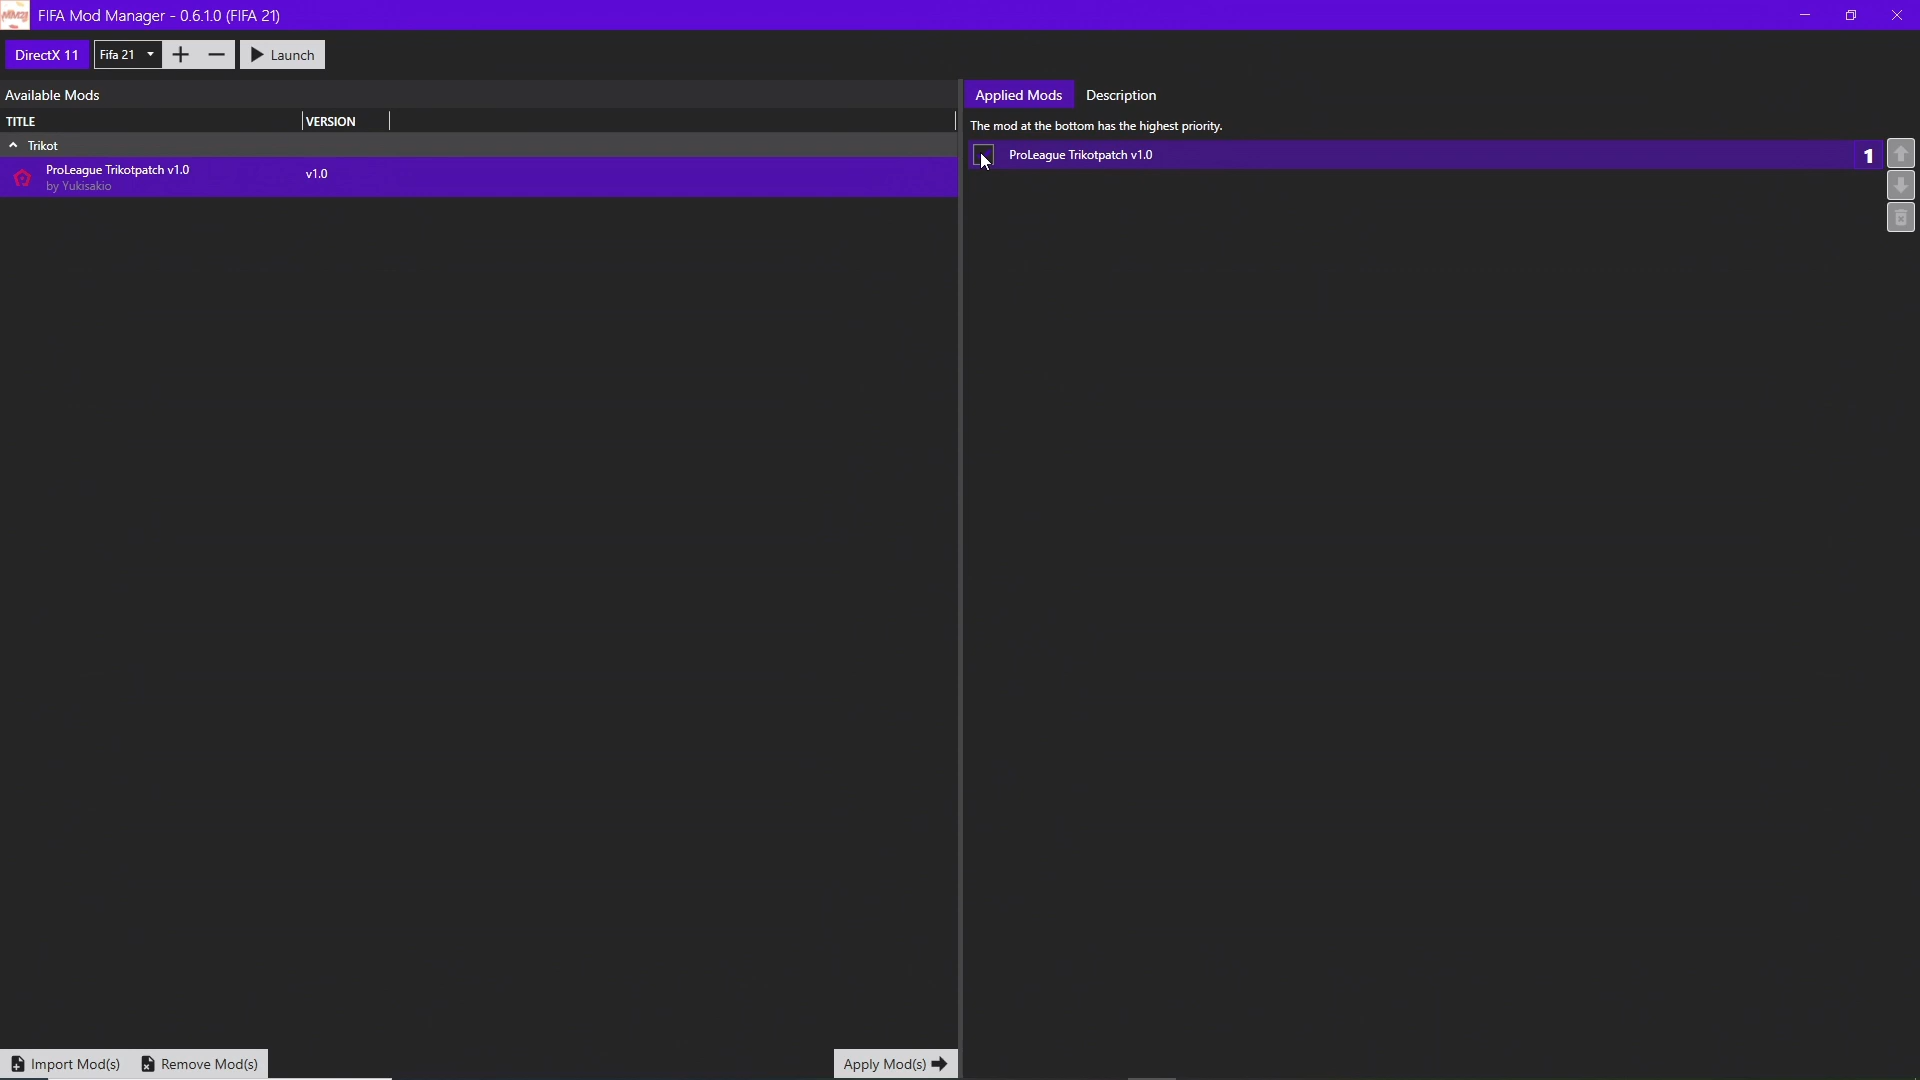 FIFA Mod Manager - 0.6.1.0 (FIFA 21)
DirectX 11
Fifa 21
Launch
Available Mods
TITLE
VERSION
Trikot
ProLeague Trikotpatch v1.0
by Yukisakio
v1.0
Import Mod(s)
Remove Mod(s)
Apply Mod(s)
Applied Mods
Description
The mod at the bottom has the highest priority.
ProLeague Trikotpatch v1.0
1